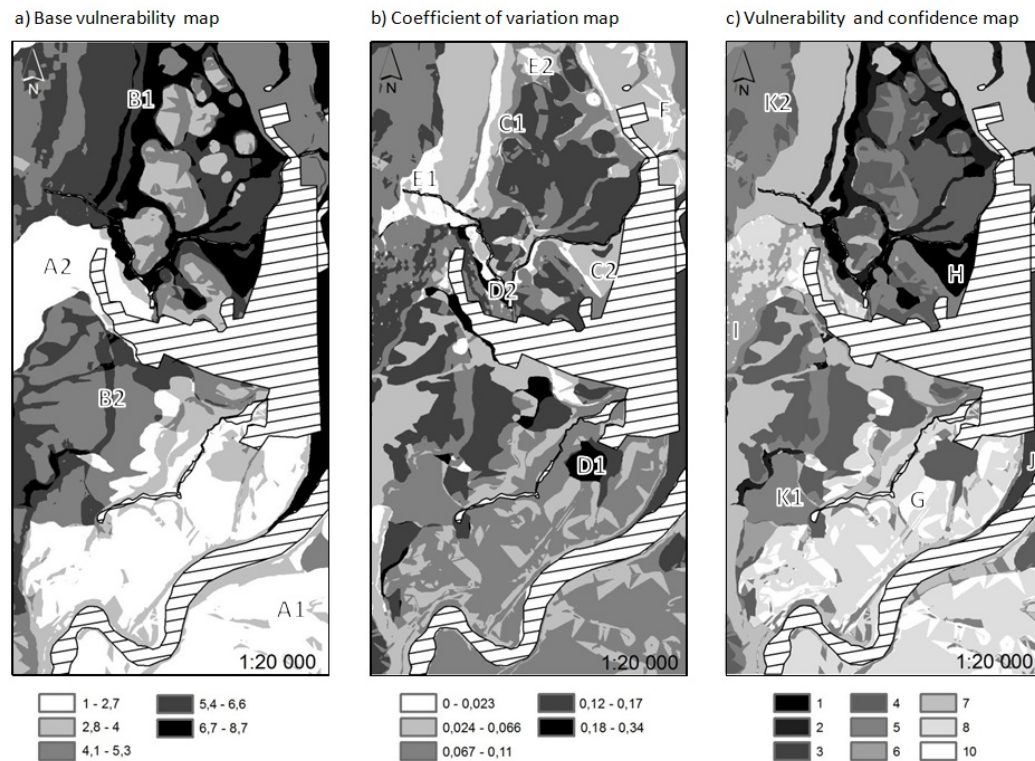 a) Base vulnerability map
b) Coefficient of variation map
c) Vulnerability and confidence map
N
B1
A2
B2
A1
1:20 000
N
E2
C1
F
E1
C2
D2
D1
1:20 000
N
K2
H
I
J
K1
G
1:20 000
1 - 2,7
2,8 - 4
4,1 - 5,3
5,4 - 6,6
6,7 - 8,7
0 - 0,023
0,024 - 0,066
0,067 - 0,11
0,12 - 0,17
0,18 - 0,34
1
2
3
4
5
6
7
8
10